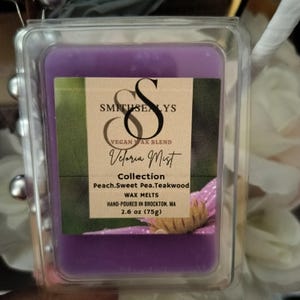 SMITHSEALYS
SS
VEGAN WAX BLEND
Victoria Mist
Collection
Peach.Sweet Pea.Teakwood
WAX MELTS
HAND-POURED IN BROCKTON, MA
2.6 oz (75g)